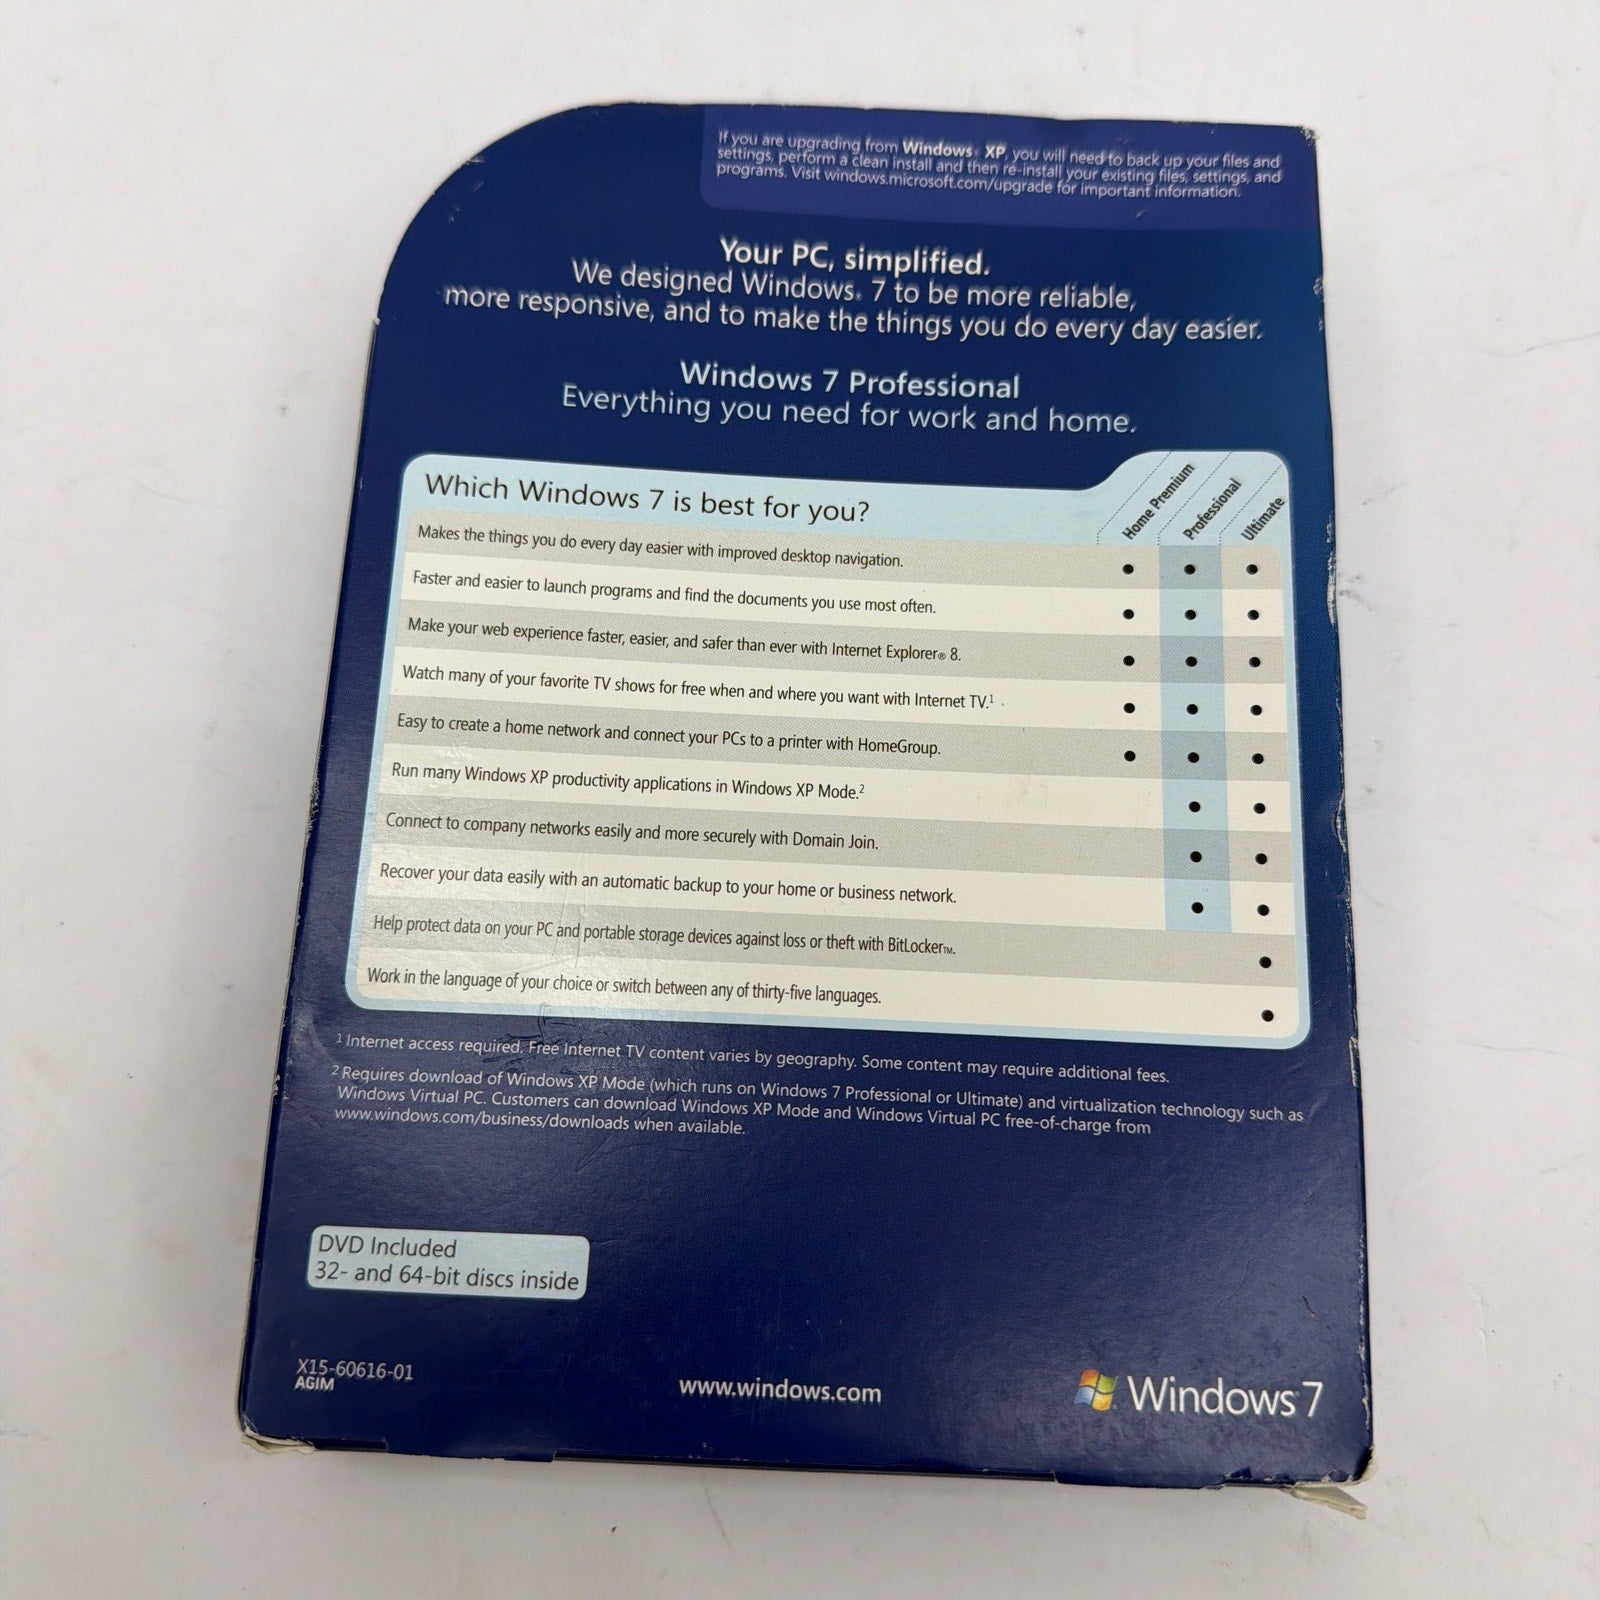 If you are upgrading from Windows® XP, you will need to back up your files and
settings, perform a clean install and then re-install your existing files, settings, and
programs. Visit windows.microsoft.com/upgrade for important information.
Your PC, simplified.
We designed Windows® 7 to be more reliable,
more responsive, and to make the things you do every day easier.
Windows 7 Professional
Everything you need for work and home.
Which Windows 7 is best for you?
Home Premium
Professional
Ultimate
Makes the things you do every day easier with improved desktop navigation. • • •
Faster and easier to launch programs and find the documents you use most often. • • •
Make your web experience faster, easier, and safer than ever with Internet Explorer® 8. • • •
Watch many of your favorite TV shows for free when and where you want with Internet TV.¹ • • •
Easy to create a home network and connect your PCs to a printer with HomeGroup. • • •
Run many Windows XP productivity applications in Windows XP Mode.² • •
Connect to company networks easily and more securely with Domain Join. • •
Recover your data easily with an automatic backup to your home or business network. • •
Help protect data on your PC and portable storage devices against loss or theft with BitLocker™. •
Work in the language of your choice or switch between any of thirty-five languages. •
¹ Internet access required. Free Internet TV content varies by geography. Some content may require additional fees.
² Requires download of Windows XP Mode (which runs on Windows 7 Professional or Ultimate) and virtualization technology such as
Windows Virtual PC. Customers can download Windows XP Mode and Windows Virtual PC free-of-charge from
www.windows.com/business/downloads when available.
DVD Included
32- and 64-bit discs inside
X15-60616-01
AGIM
www.windows.com
Windows 7